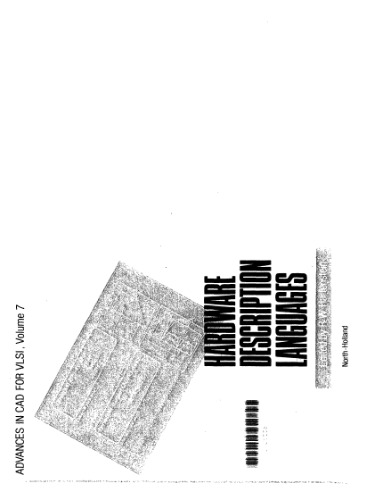 ADVANCES IN CAD FOR VLSI, Volume 7
HARDWARE
DESCRIPTION
LANGUAGES
North-Holland